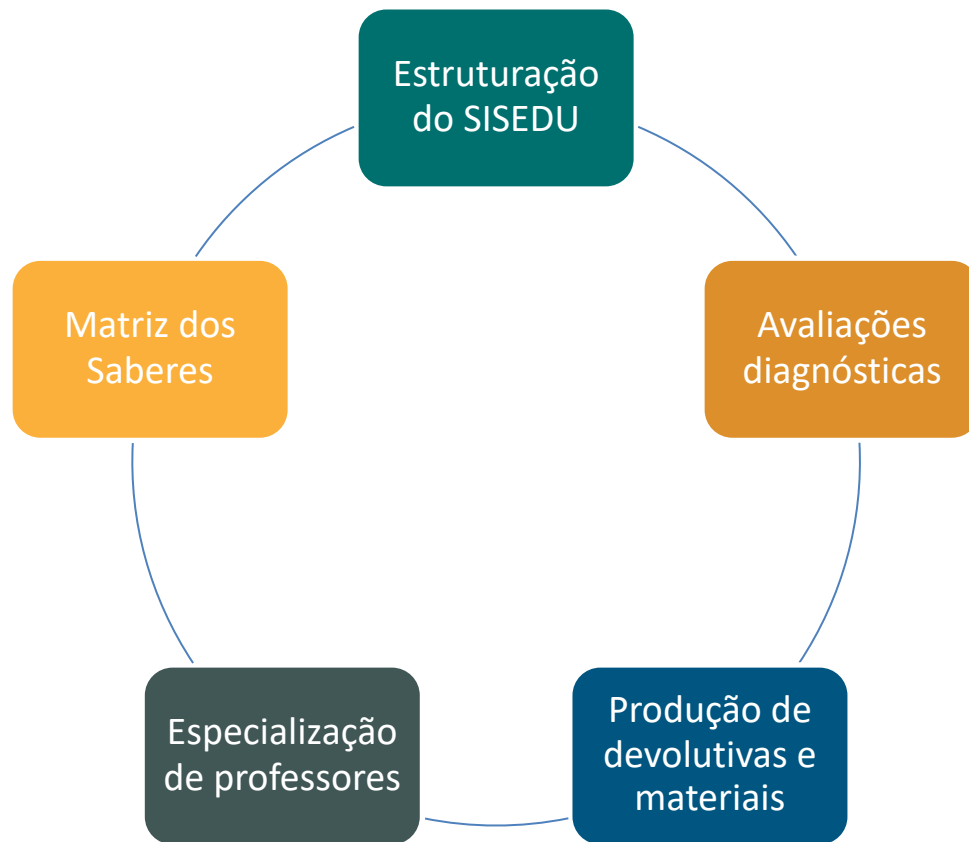 Estruturação
do SISEDU
Matriz dos
Saberes
Avaliações
diagnósticas
Especialização
de professores
Produção de
devolutivas e
materiais